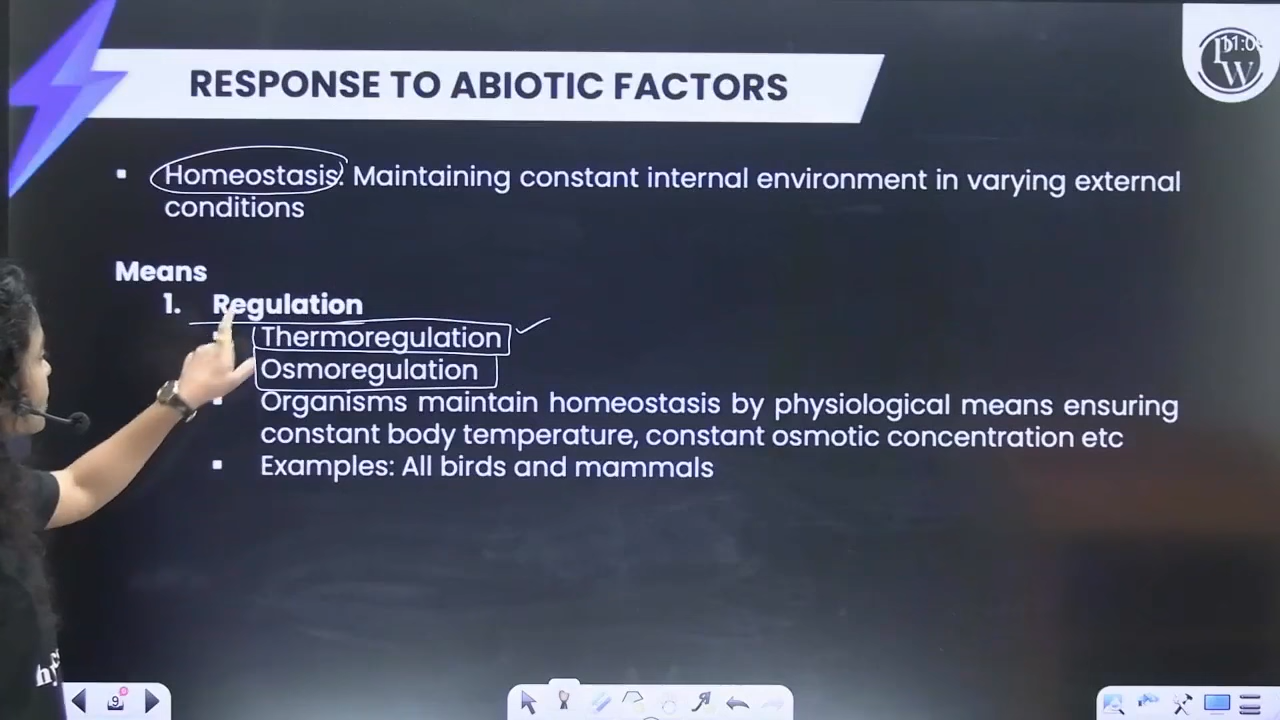 RESPONSE TO ABIOTIC FACTORS
Homeostasis: Maintaining constant internal environment in varying external
conditions
Means
1. Regulation
Thermoregulation
Osmoregulation
Organisms maintain homeostasis by physiological means ensuring
constant body temperature, constant osmotic concentration etc
Examples: All birds and mammals
9